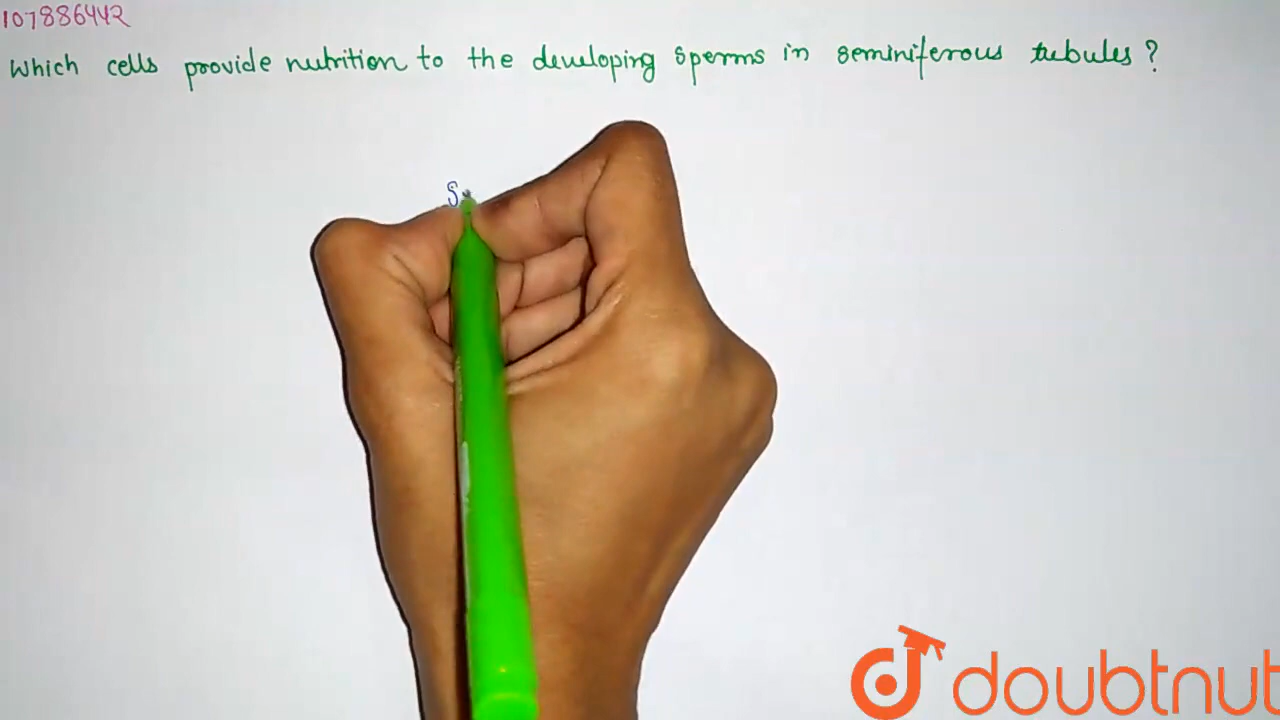 107886442
Which cells provide nutrition to the developing sperms in seminiferous tubules ?
S
doubtnut